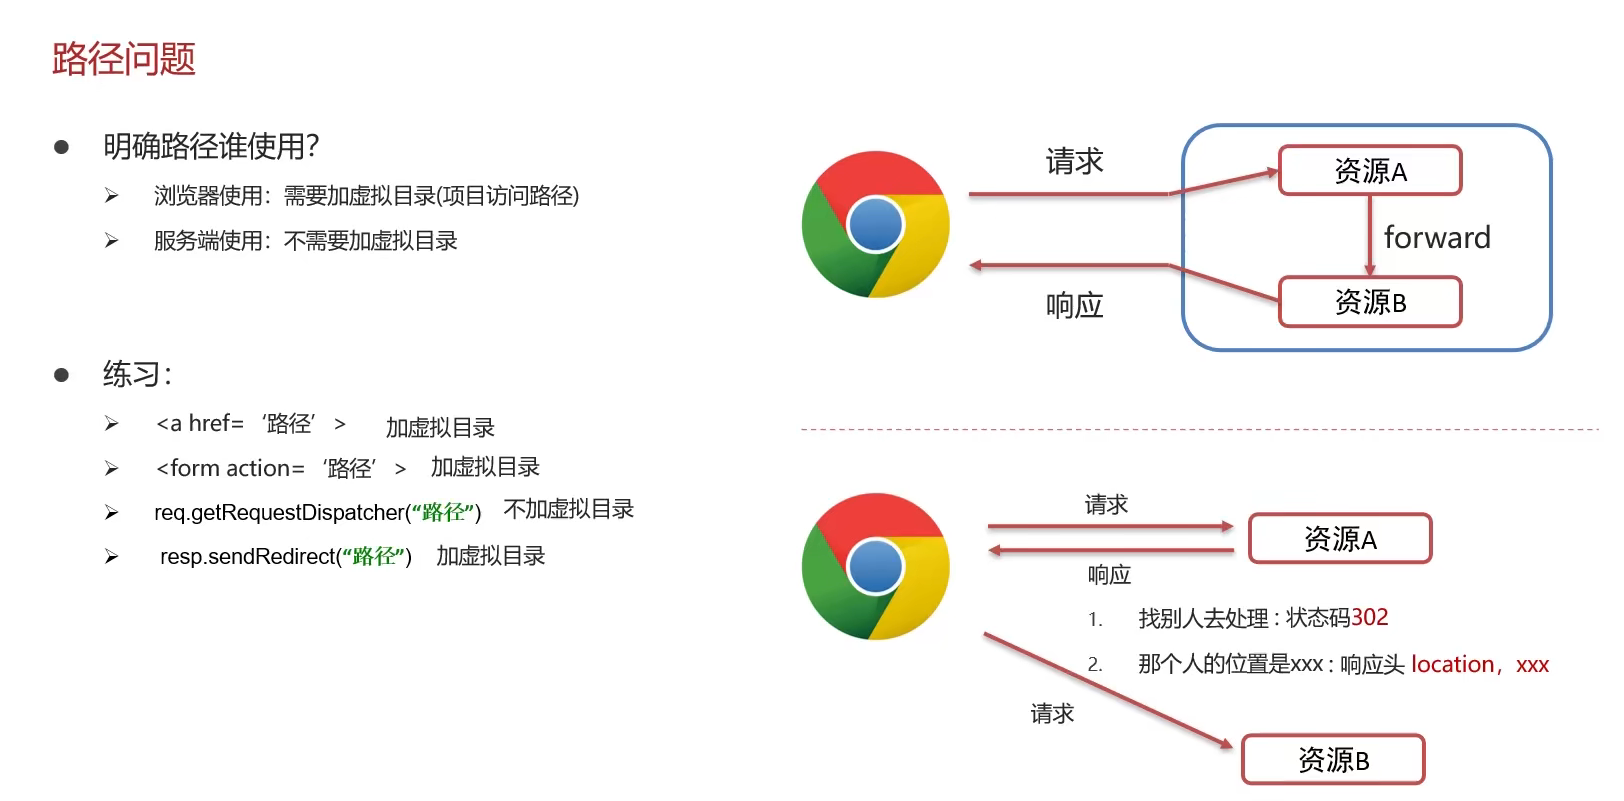 路径问题
明确路径谁使用？
浏览器使用：需要加虚拟目录(项目访问路径)
服务端使用：不需要加虚拟目录
练习：
<a href=‘路径’> 加虚拟目录
<form action=‘路径’> 加虚拟目录
req.getRequestDispatcher(“路径”) 不加虚拟目录
resp.sendRedirect(“路径”) 加虚拟目录
请求
资源A
forward
响应
资源B
请求
资源A
响应
1. 找别人去处理：状态码302
2. 那个人的位置是xxx：响应头 location，xxx
请求
资源B